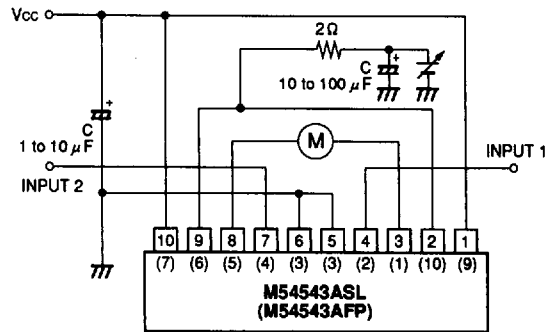 Vcc
2Ω
+
C
10 to 100 μF
+
C
1 to 10 μF
M
INPUT 1
INPUT 2
10 9 8 7 6 5 4 3 2 1
(7) (6) (5) (4) (3) (3) (2) (1) (10) (9)
M54543ASL
(M54543AFP)